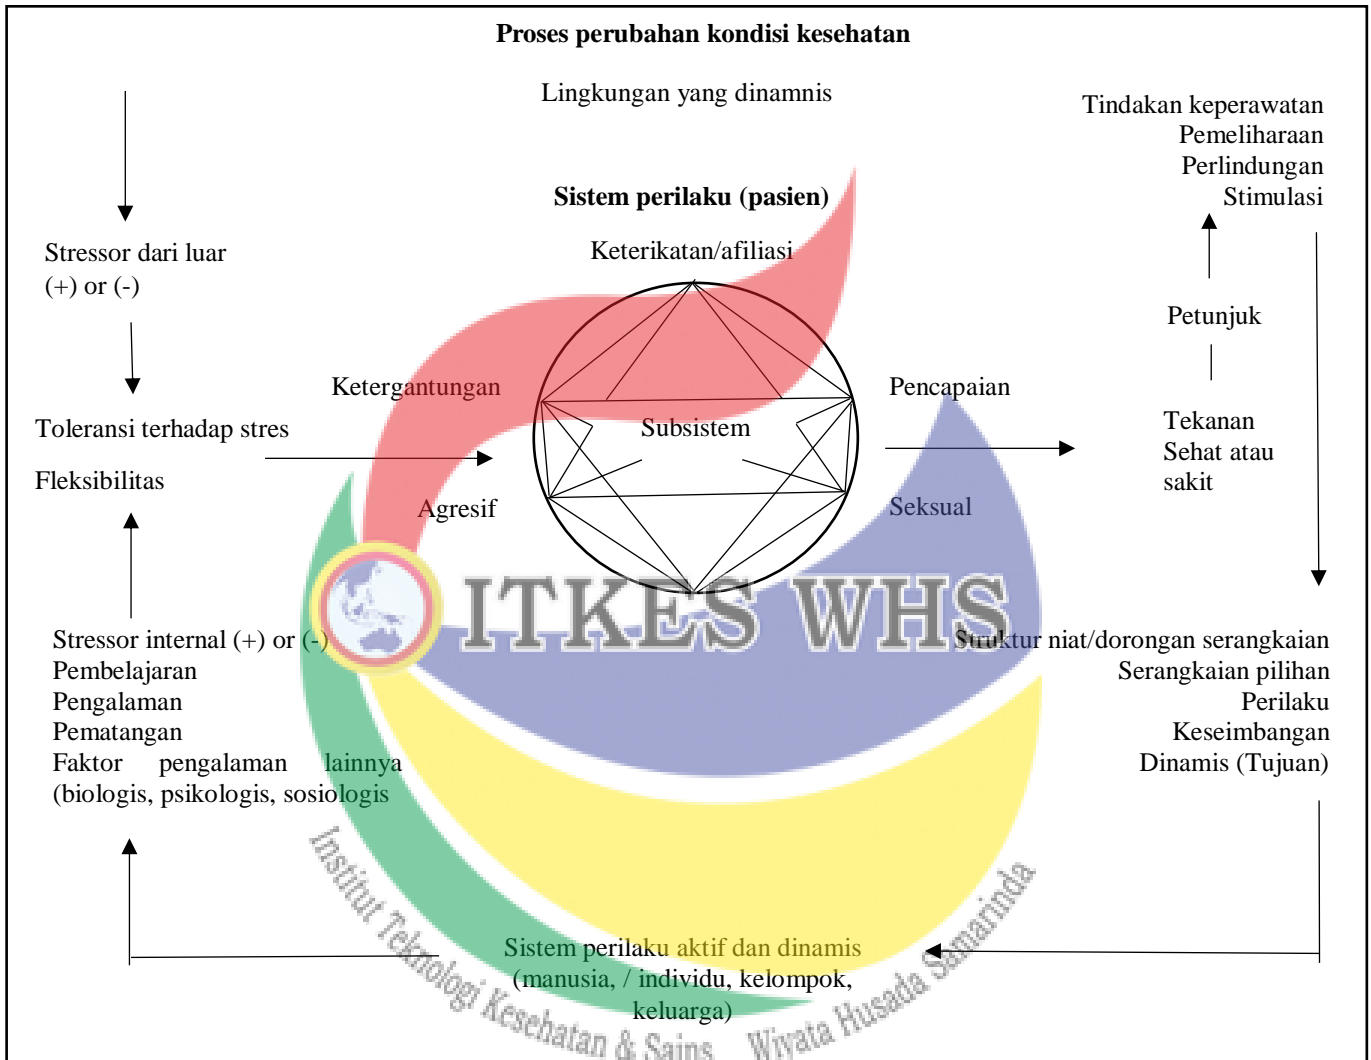 Proses perubahan kondisi kesehatan
Lingkungan yang dinamnis
Tindakan keperawatan
Pemeliharaan
Perlindungan
Stimulasi
Sistem perilaku (pasien)
Keterikatan/afiliasi
Stressor dari luar
(+) or (-)
Petunjuk
Ketergantungan
Pencapaian
Toleransi terhadap stres
Fleksibilitas
Subsistem
Tekanan
Sehat atau
sakit
Agresif
Seksual
ITKES WHS
Stressor internal (+) or (-)
Pembelajaran
Pengalaman
Pematangan
Faktor pengalaman lainnya
(biologis, psikologis, sosiologis
Struktur niat/dorongan serangkaian
Serangkaian pilihan
Perilaku
Keseimbangan
Dinamis (Tujuan)
Sistem perilaku aktif dan dinamis
(manusia, / individu, kelompok,
keluarga)
Institut Teknologi Kesehatan & Sains Wiyata Husada Samarinda